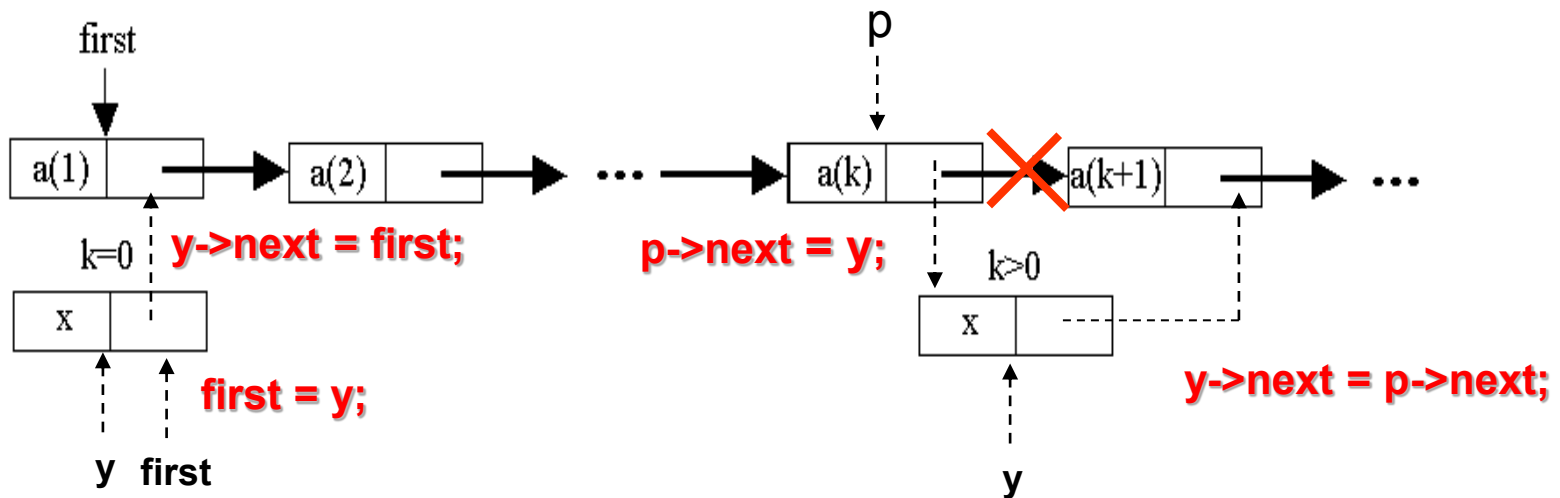 first
p
a(1)
a(2)
•••
a(k)
a(k+1)
•••
k=0
y->next = first;
p->next = y;
k>0
x
x
first = y;
y->next = p->next;
y
first
y